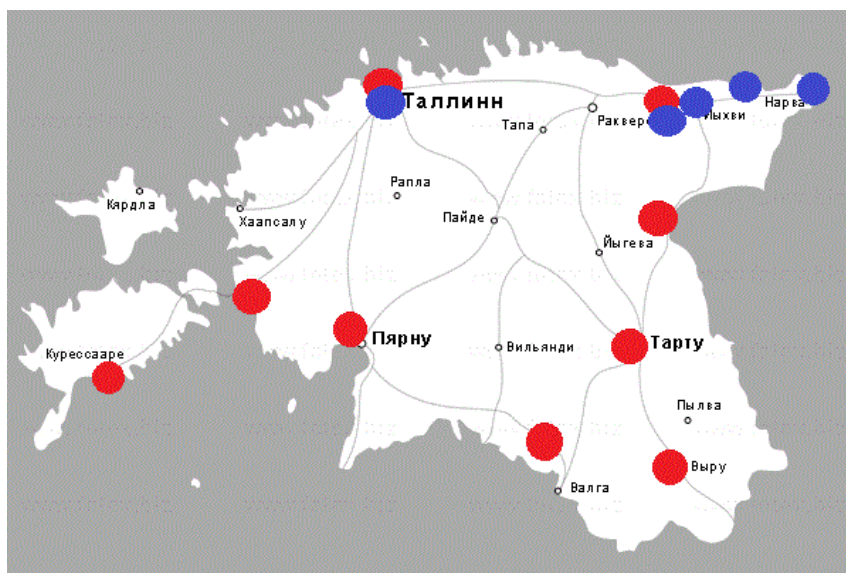 Таллинн
Нарва
Йыхви
Раквере
Тапа
Рапла
Кярдла
Хаапсалу
Пайде
Йыгева
Пярну
Тарту
Курессааре
Вильянди
Пылва
Выру
Валга